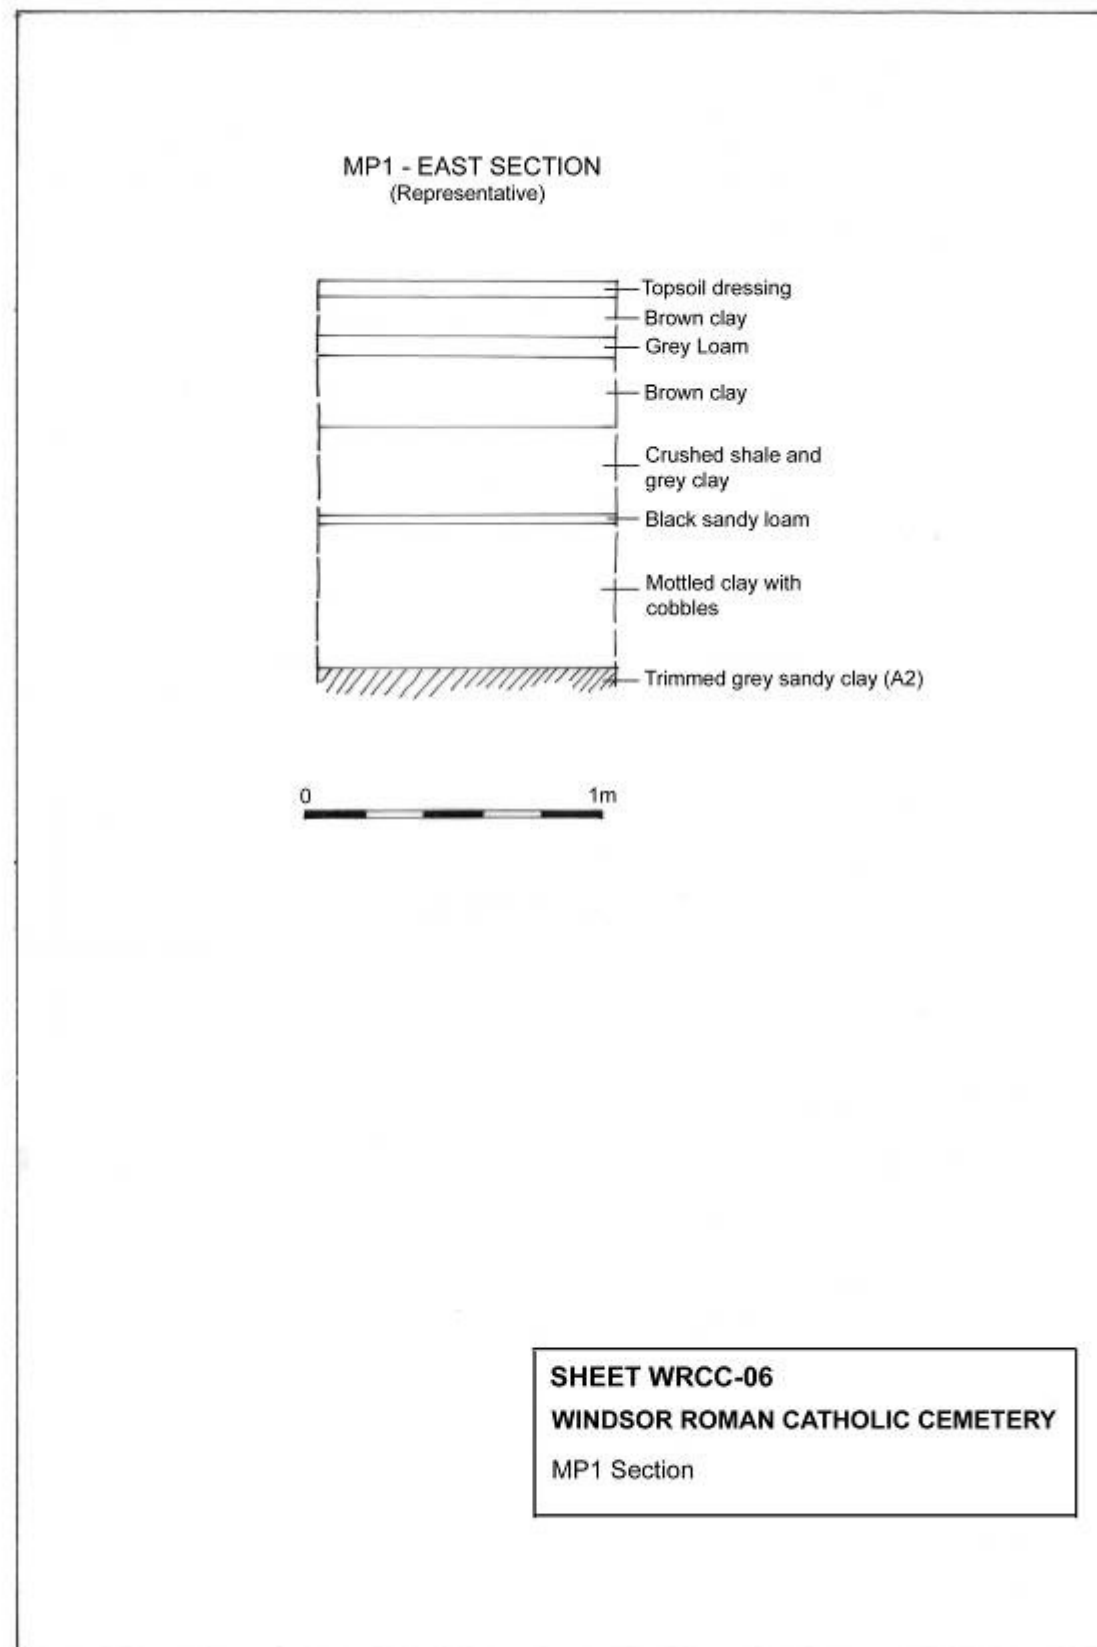 MP1 - EAST SECTION
(Representative)
Topsoil dressing
Brown clay
Grey Loam
Brown clay
Crushed shale and
grey clay
Black sandy loam
Mottled clay with
cobbles
Trimmed grey sandy clay (A2)
0 1m
SHEET WRCC-06
WINDSOR ROMAN CATHOLIC CEMETERY
MP1 Section